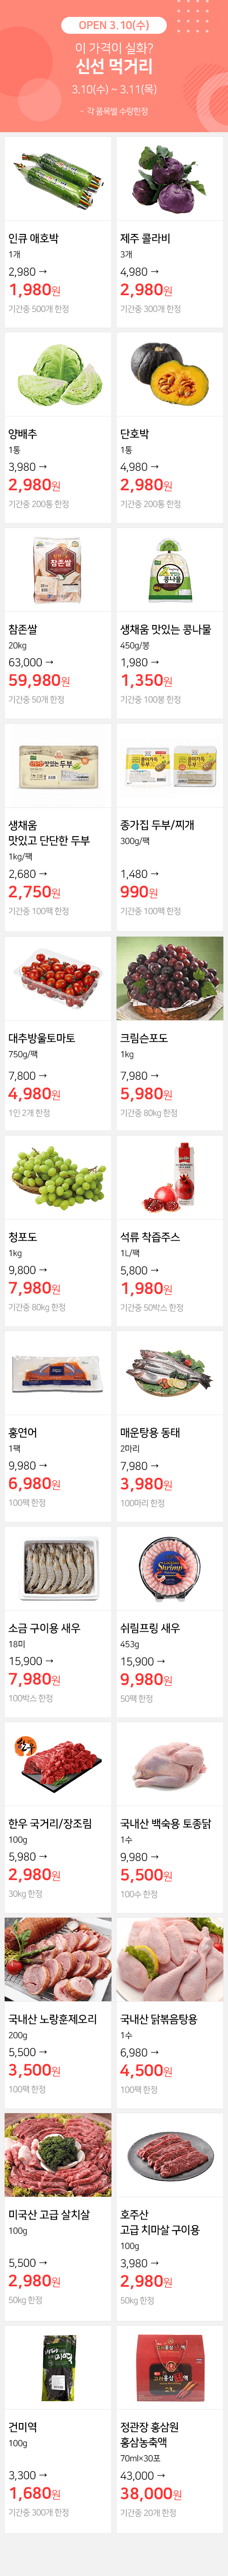 OPEN 3.10(수)
이 가격이 실화?
신선 먹거리
3.10(수) ~ 3.11(목)
- 각 품목별 수량한정
인큐 애호박
1개
2,980 →
1,980원
기간중 500개 한정
제주 콜라비
3개
4,980 →
2,980원
기간중 300개 한정
양배추
1통
3,980 →
2,980원
기간중 200통 한정
단호박
1통
4,980 →
2,980원
기간중 200통 한정
참존쌀
참존쌀
20kg
63,000 →
59,980원
기간중 50개 한정
콩나물
생채움 맛있는 콩나물
450g/봉
1,980 →
1,350원
기간중 100봉 한정
맛있는 두부
생채움
맛있고 단단한 두부
1kg/팩
2,680 →
2,750원
기간중 100팩 한정
종가집 두부/찌개
300g/팩
1,480 →
990원
기간중 100팩 한정
대추방울토마토
750g/팩
7,800 →
4,980원
1인 2개 한정
크림슨포도
1kg
7,980 →
5,980원
기간중 80kg 한정
청포도
1kg
9,800 →
7,980원
기간중 80kg 한정
석류 착즙주스
1L/팩
5,800 →
1,980원
기간중 50박스 한정
홍연어
1팩
9,980 →
6,980원
100팩 한정
매운탕용 동태
2마리
7,980 →
3,980원
100마리 한정
소금 구이용 새우
18미
15,900 →
7,980원
100박스 한정
Shrimp
쉬림프링 새우
453g
15,900 →
9,980원
50팩 한정
한우
한우 국거리/장조림
100g
5,980 →
2,980원
30kg 한정
국내산 백숙용 토종닭
1수
9,980 →
5,500원
100수 한정
국내산 노랑훈제오리
200g
5,500 →
3,500원
100팩 한정
국내산 닭볶음탕용
1수
6,980 →
4,500원
100팩 한정
미국산 고급 살치살
100g
5,500 →
2,980원
50kg 한정
호주산
고급 치마살 구이용
100g
3,980 →
2,980원
50kg 한정
건미역
100g
3,300 →
1,680원
기간중 300개 한정
정관장 홍삼원
홍삼농축액
70ml×30포
43,000 →
38,000원
기간중 20개 한정